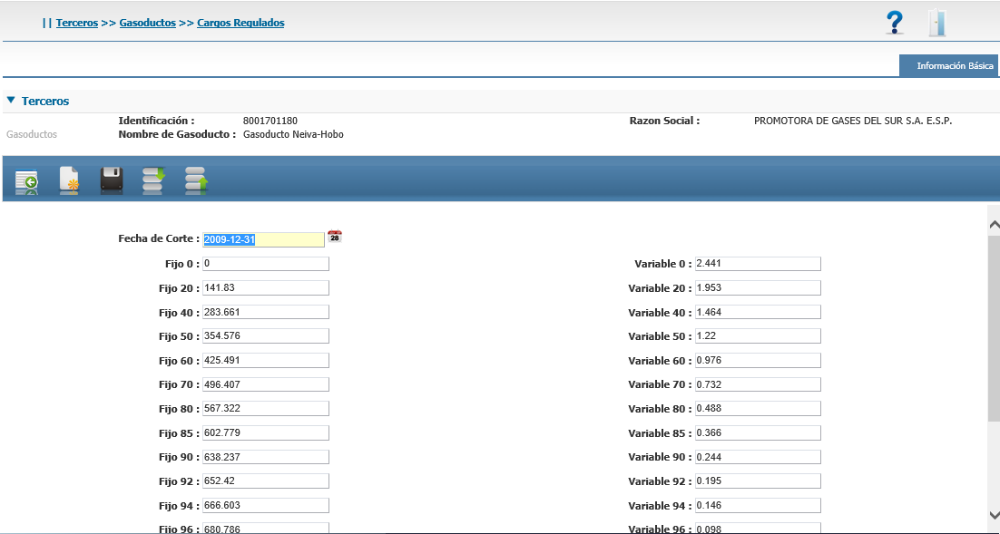 || Terceros >> Gasoductos >> Cargos Regulados
?
Información Básica
Terceros
Identificación : 8001701180 Razon Social : PROMOTORA DE GASES DEL SUR S.A. E.S.P.
Gasoductos Nombre de Gasoducto : Gasoducto Neiva-Hobo
Fecha de Corte : 2009-12-31 28
Fijo 0 : 0 Variable 0 : 2.441
Fijo 20 : 141.83 Variable 20 : 1.953
Fijo 40 : 283.661 Variable 40 : 1.464
Fijo 50 : 354.576 Variable 50 : 1.22
Fijo 60 : 425.491 Variable 60 : 0.976
Fijo 70 : 496.407 Variable 70 : 0.732
Fijo 80 : 567.322 Variable 80 : 0.488
Fijo 85 : 602.779 Variable 85 : 0.366
Fijo 90 : 638.237 Variable 90 : 0.244
Fijo 92 : 652.42 Variable 92 : 0.195
Fijo 94 : 666.603 Variable 94 : 0.146
Fijo 96 : 680.786 Variable 96 : 0.098